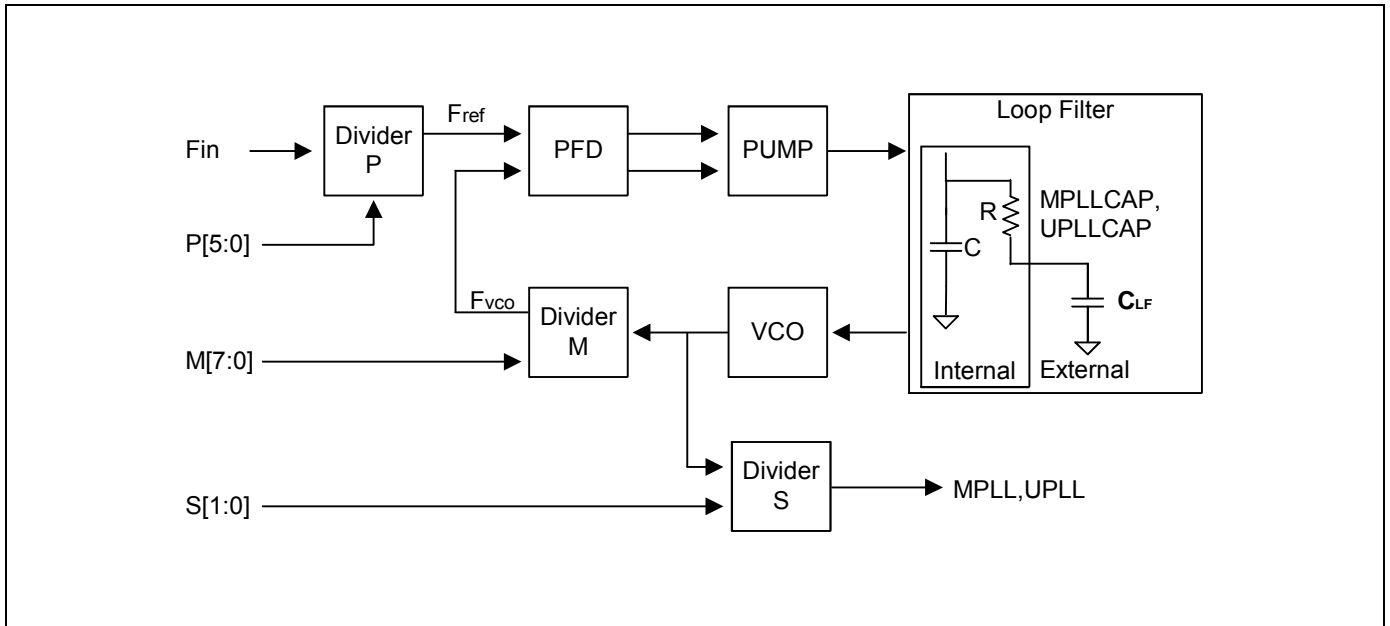 Loop Filter
Fin
Divider
P
Fref
PFD
PUMP
P[5:0]
R
MPLLCAP,
UPLLCAP
C
Fvco
Divider
M
VCO
CLF
M[7:0]
Internal
External
Divider
S
S[1:0]
MPLL,UPLL